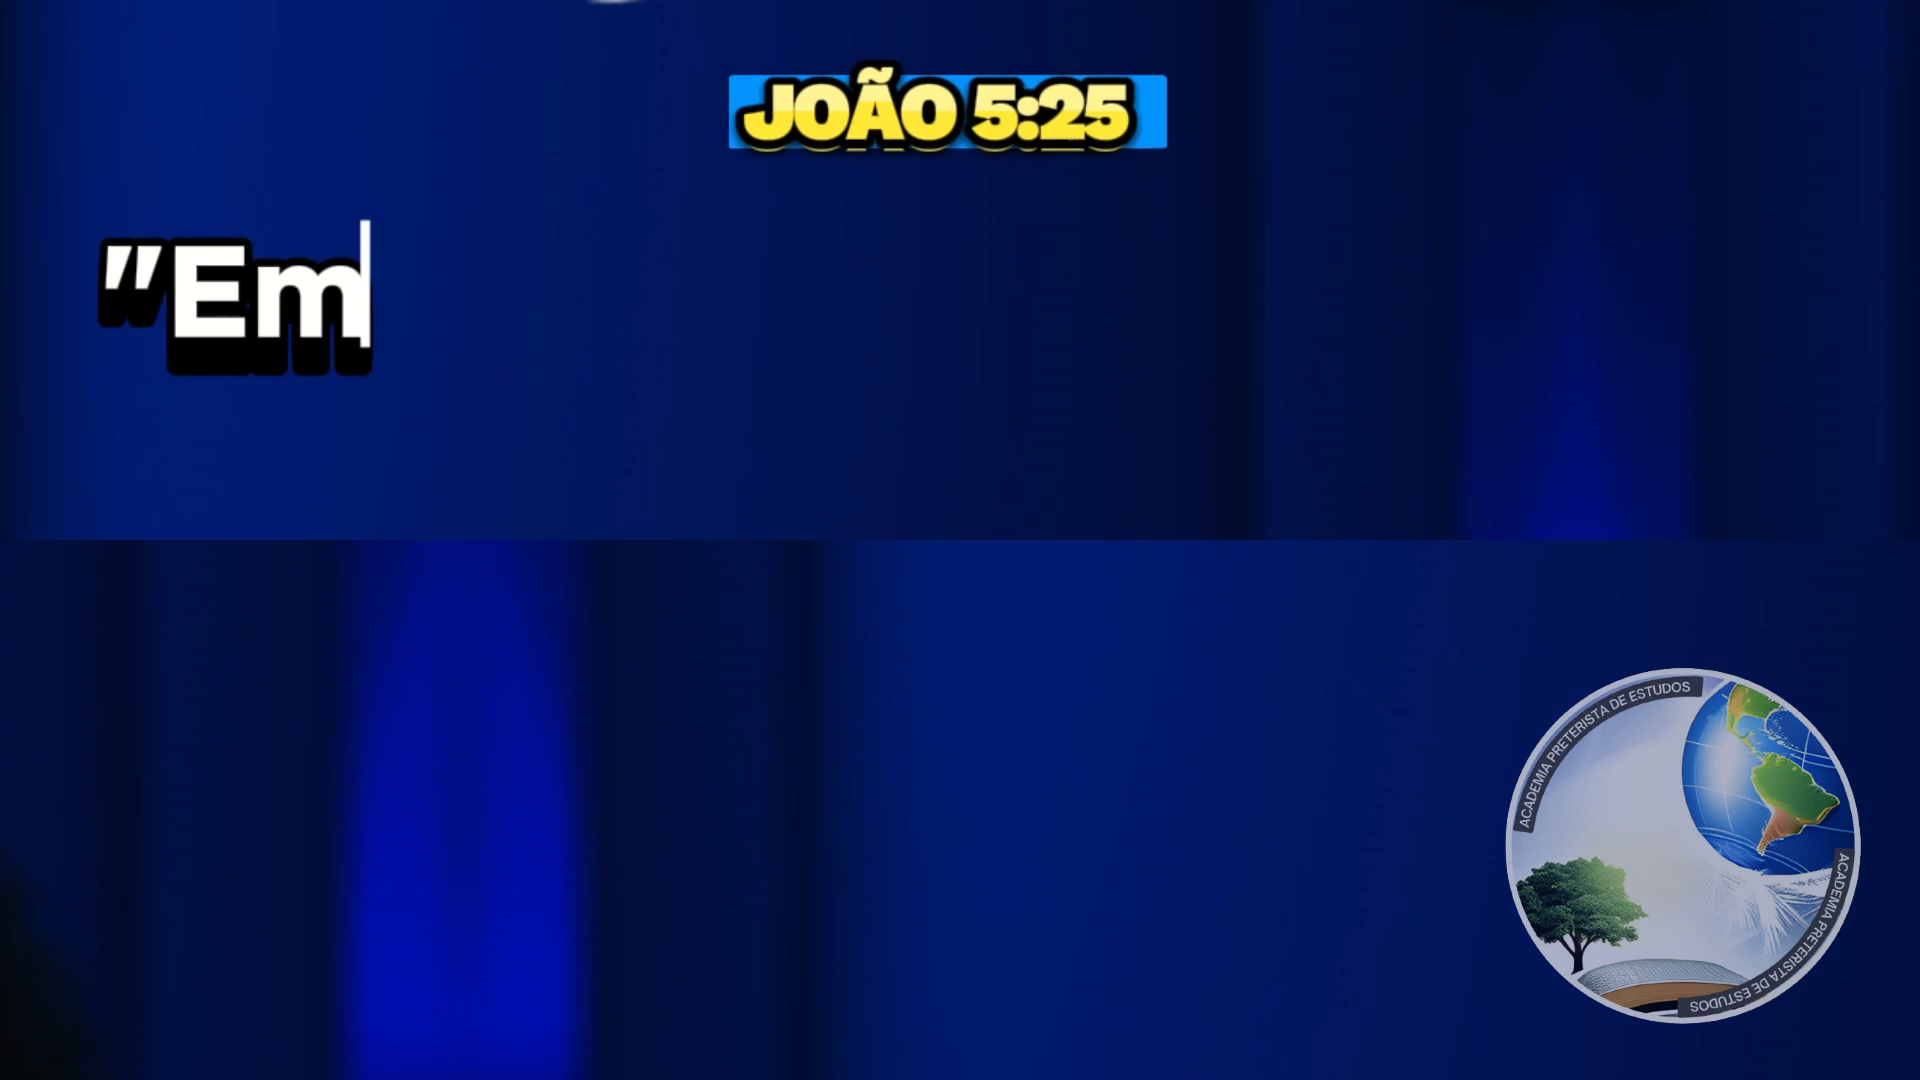 JOÃO 5:25
"Em
ACADEMIA PRETERISTA DE ESTUDOS
ACADEMIA PRETERISTA DE ESTUDOS